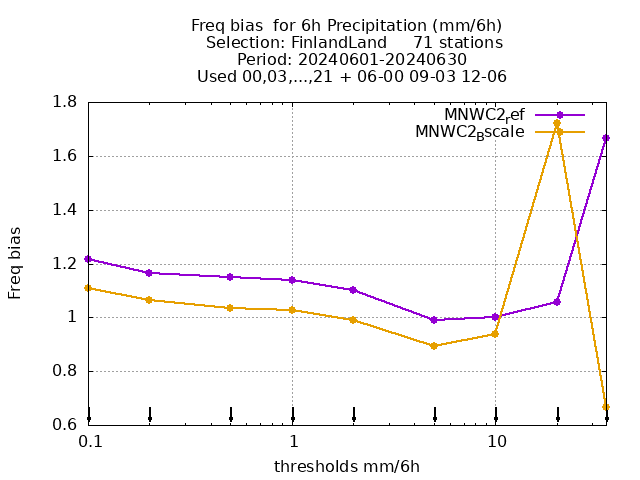 Freq bias  for 6h Precipitation (mm/6h)
Selection: FinlandLand     71 stations
Period: 20240601-20240630
Used 00,03,...,21 + 06-00 09-03 12-06
MNWC2ref
MNWC2Bscale
1.8
1.6
1.4
1.2
1
0.8
0.6
Freq bias
0.1 1 10
thresholds mm/6h